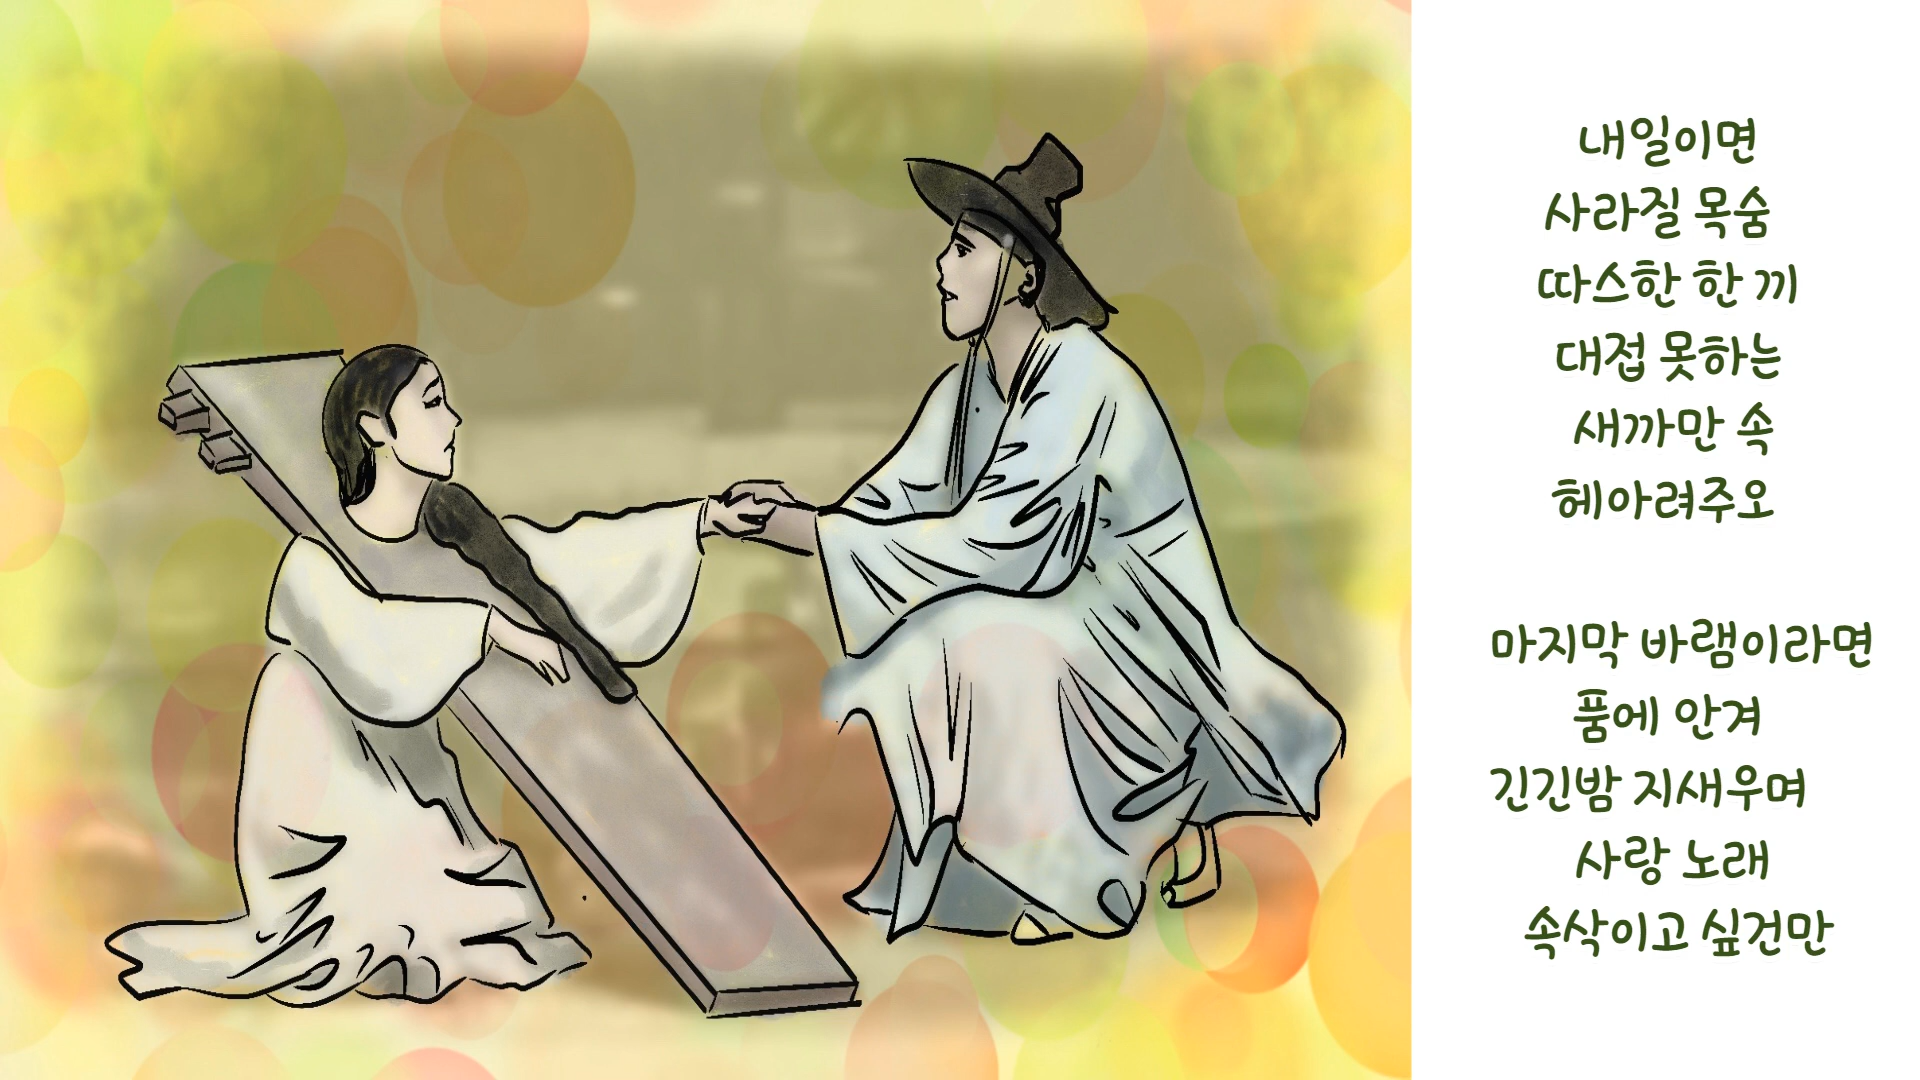 내일이면
사라질 목숨
따스한 한 끼
대접 못하는
새까만 속
헤아려주오
마지막 바램이라면
품에 안겨
긴긴밤 지새우며
사랑 노래
속삭이고 싶건만